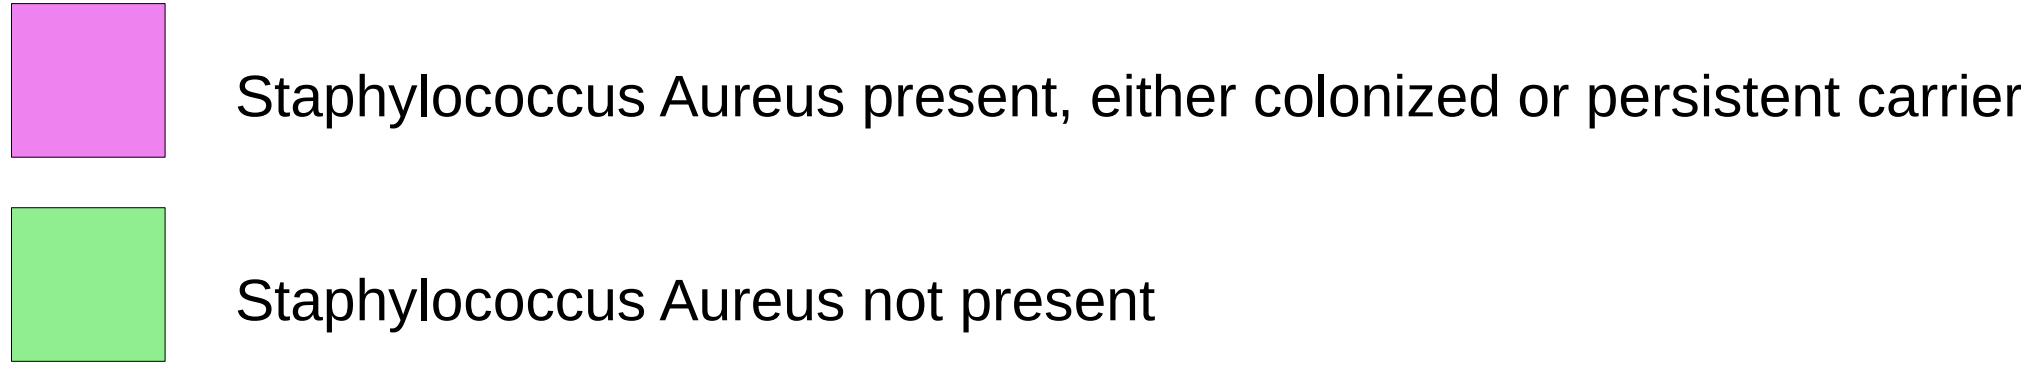 Staphylococcus Aureus present, either colonized or persistent carrier
Staphylococcus Aureus not present